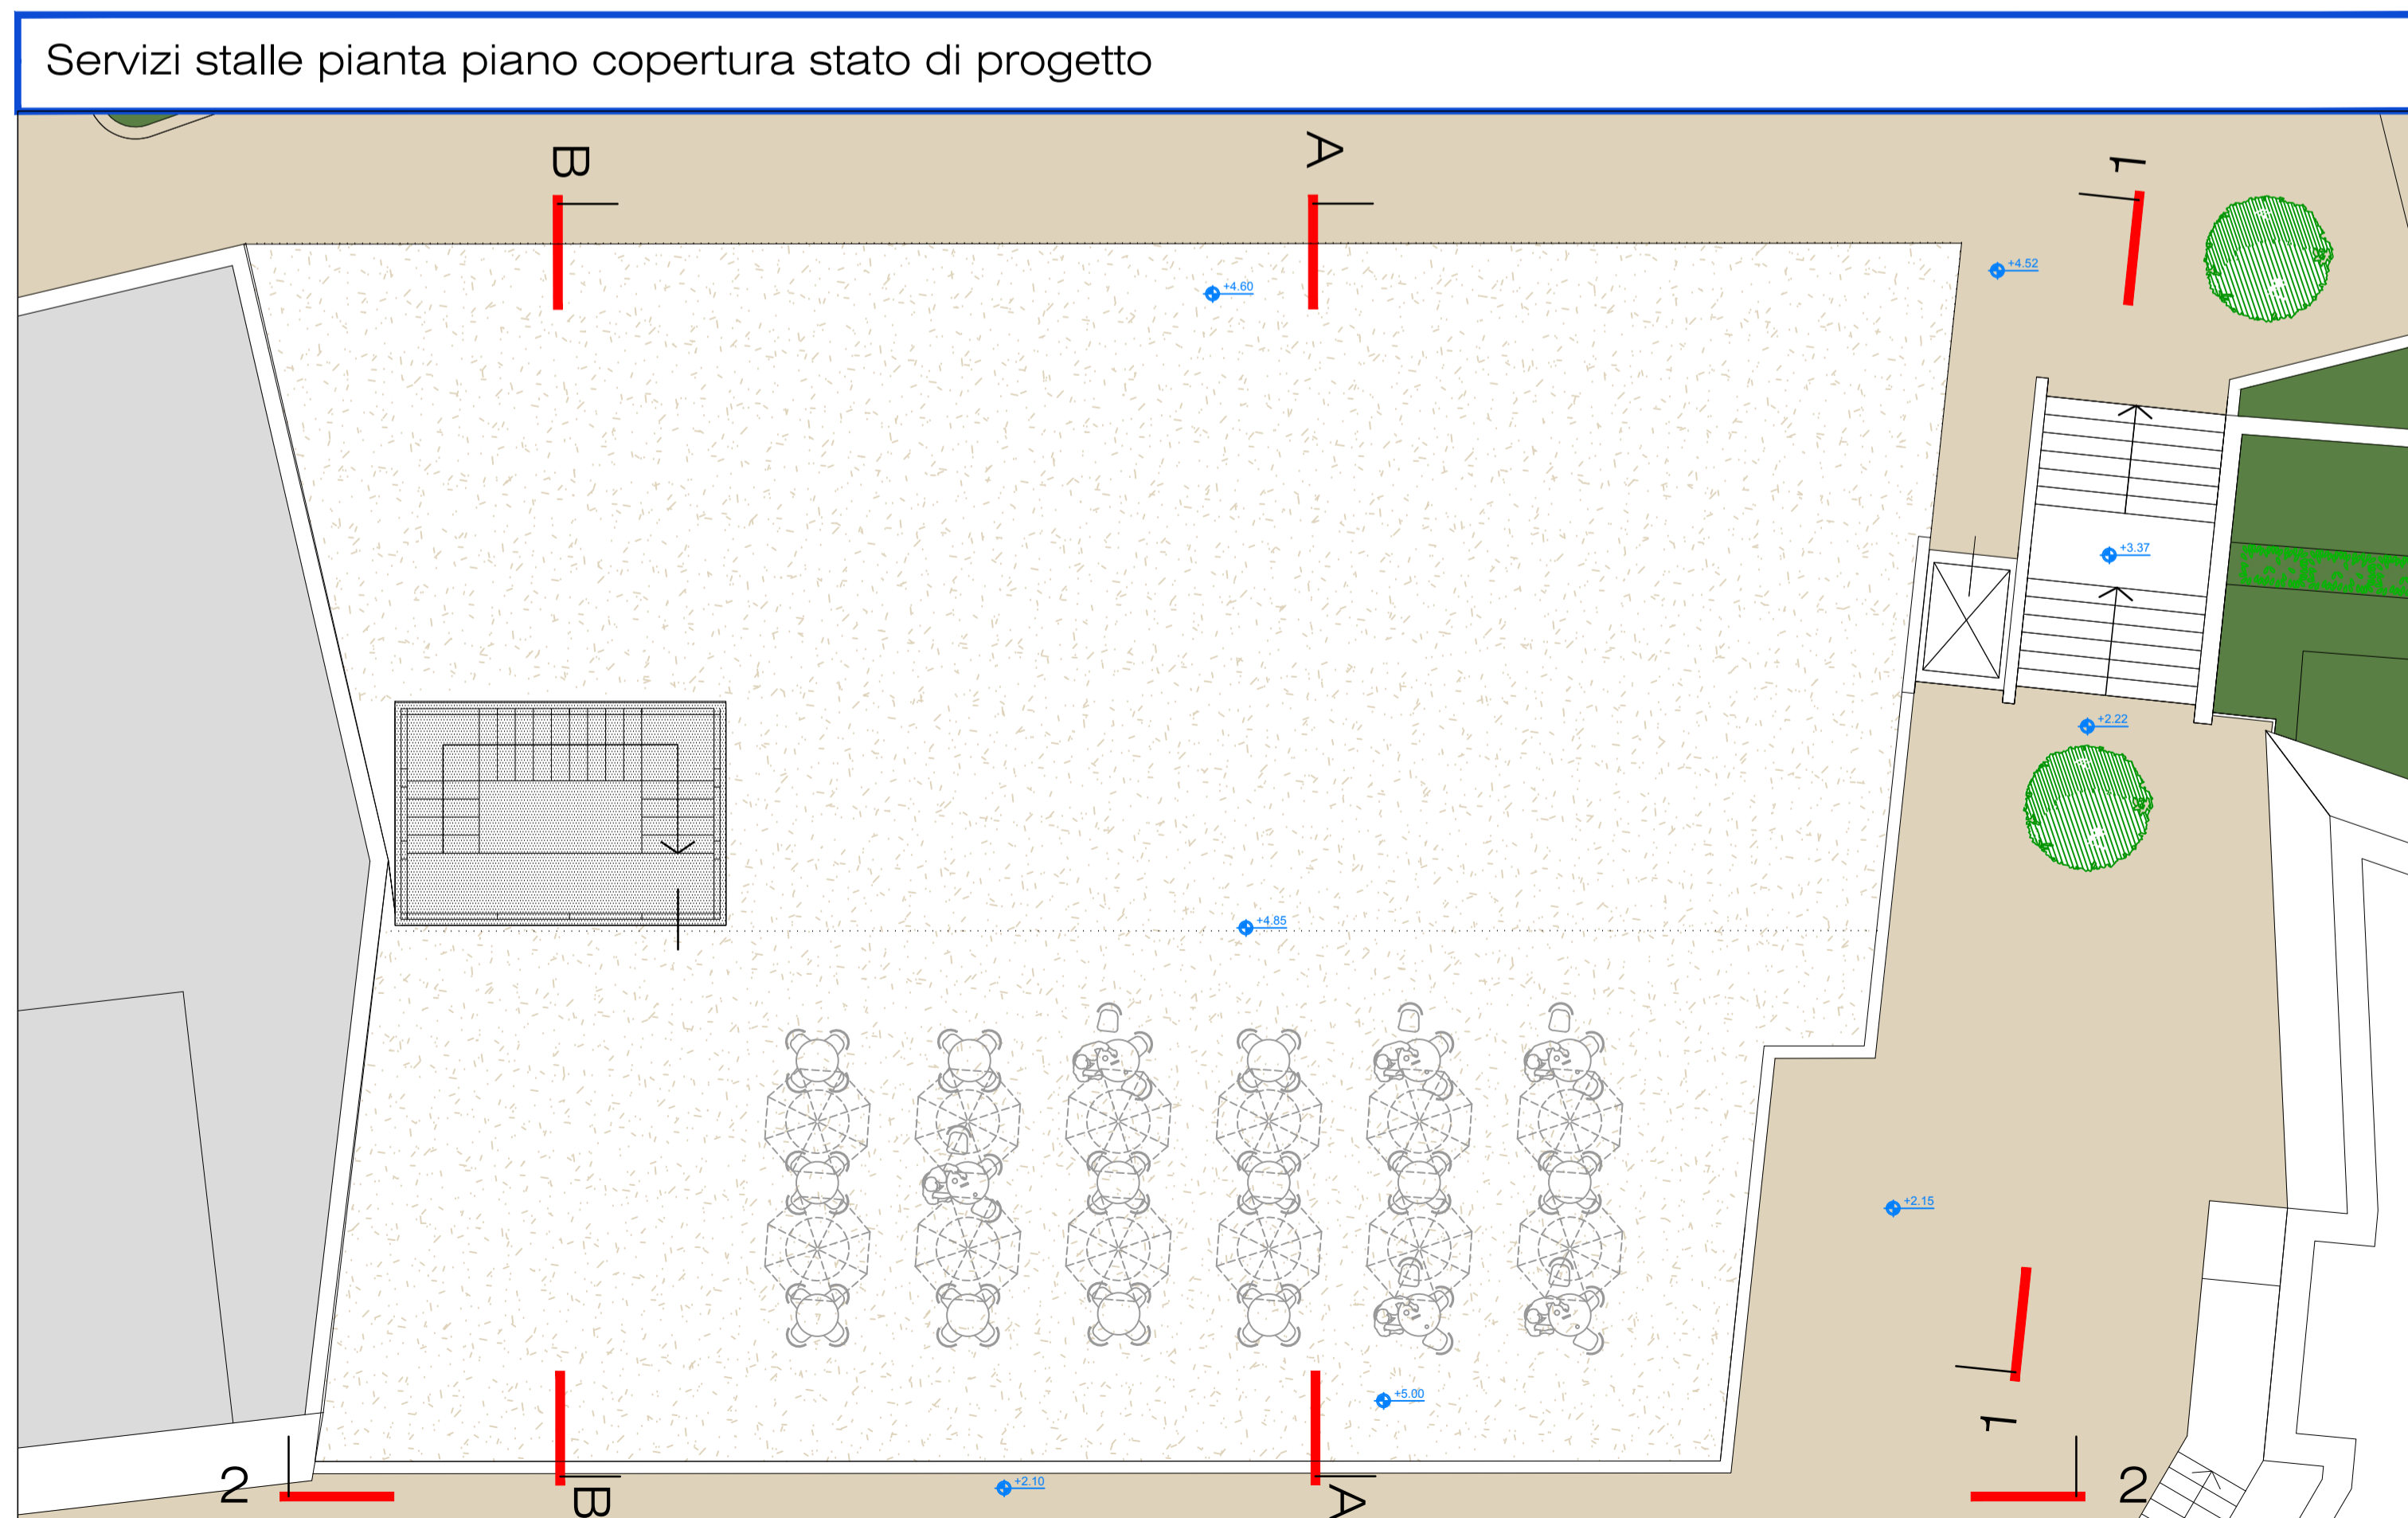 Servizi stalle pianta piano copertura stato di progetto
B
A
1
+4.52
+4.60
+3.37
+2.22
+4.85
+2.15
+5.00
1
2
2
+2.10
B
A